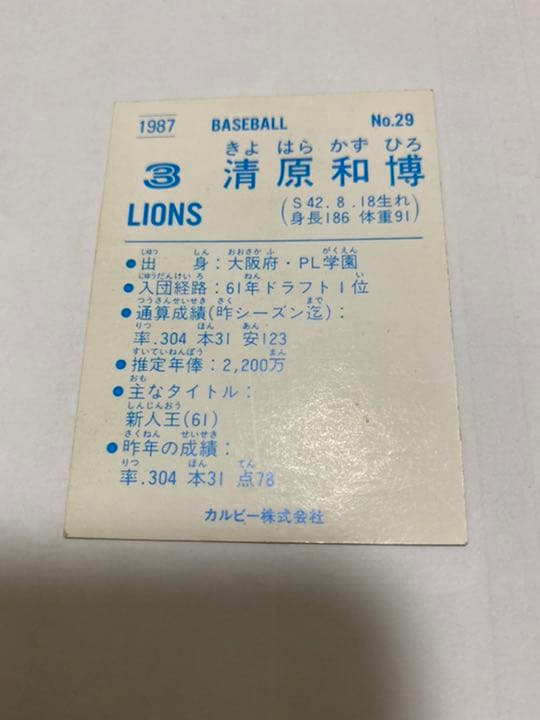 1987 BASEBALL No.29
きよ はら かず ひろ
3 清原和博
LIONS
(S42.8.18生れ
身長186 体重91)
しゅつ しん おおさか ふ がくえん
●出 身:大阪府・PL学園
にゅうだんけい ろ ねん い
●入団経路:61年ドラフト1位
つうさんせいせき さく まで
●通算成績(昨シーズン迄):
りつ ほん あん
率.304 本31 安123
すいていねんぽう まん
●推定年俸:2,200万
おも
●主なタイトル:
しんじんおう
新人王(61)
さくねん せいせき
●昨年の成績:
りつ ほん てん
率.304 本31 点78
カルビー株式会社